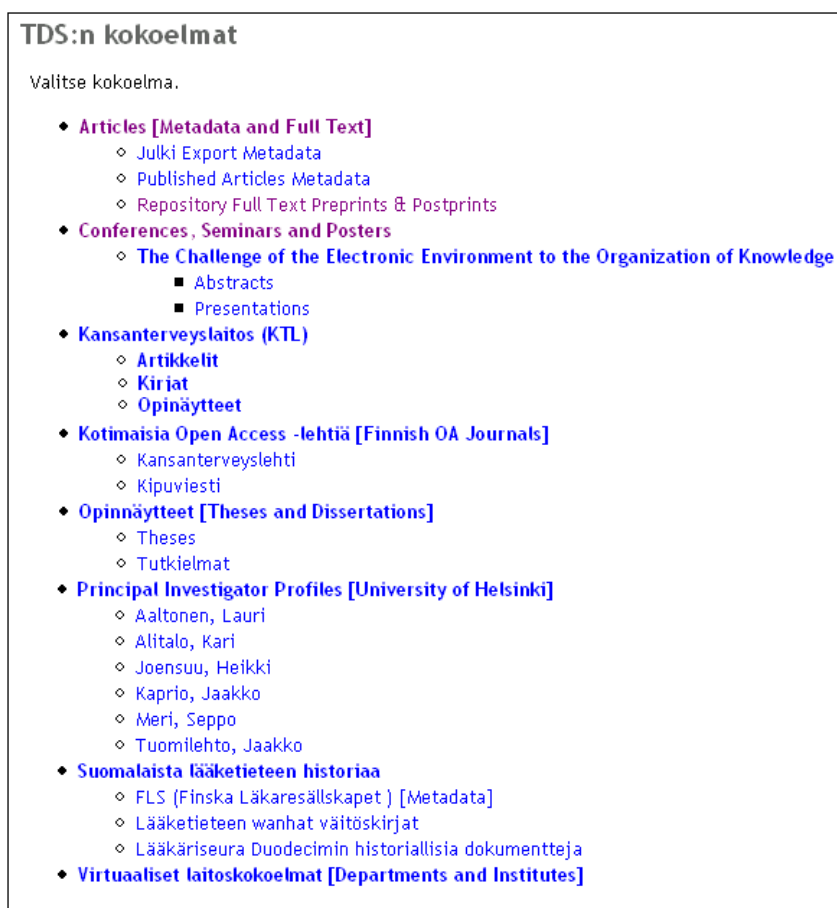 TDS:n kokoelmat
Valitse kokoelma.
Articles [Metadata and Full Text]
Julki Export Metadata
Published Articles Metadata
Repository Full Text Preprints & Postprints
Conferences, Seminars and Posters
The Challenge of the Electronic Environment to the Organization of Knowledge
Abstracts
Presentations
Kansanterveyslaitos (KTL)
Artikkelit
Kirjat
Opinäytteet
Kotimaisia Open Access -lehtiä [Finnish OA Journals]
Kansanterveyslehti
Kipuviesti
Opinnäytteet [Theses and Dissertations]
Theses
Tutkielmat
Principal Investigator Profiles [University of Helsinki]
Aaltonen, Lauri
Alitalo, Kari
Joensuu, Heikki
Kaprio, Jaakko
Meri, Seppo
Tuomilehto, Jaakko
Suomalaista lääketieteen historiaa
FLS (Finska Läkaresällskapet ) [Metadata]
Lääketieteen wanhat väitöskirjat
Lääkäriseura Duodecimin historiallisia dokumentteja
Virtuaaliset laitoskokoelmat [Departments and Institutes]